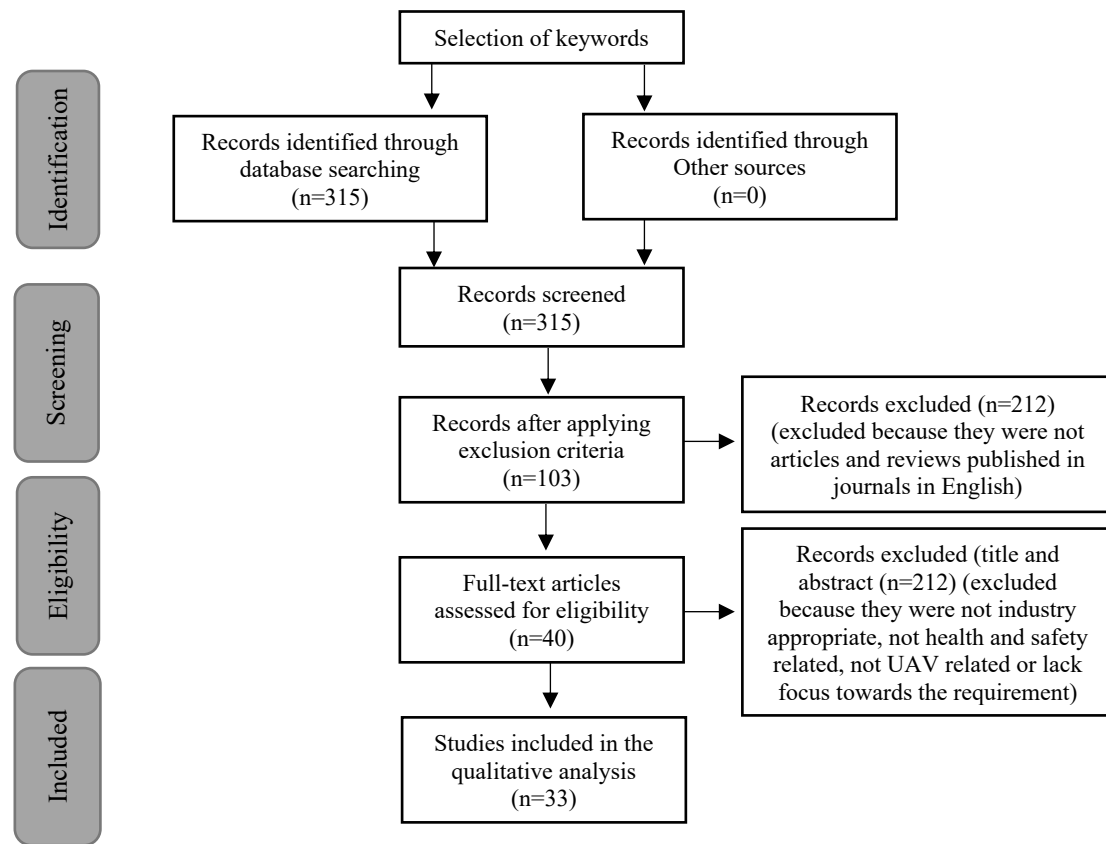 Selection of keywords
Identification
Records identified through
database searching
(n=315)
Records identified through
Other sources
(n=0)
Screening
Records screened
(n=315)
Records after applying
exclusion criteria
(n=103)
Records excluded (n=212)
(excluded because they were not
articles and reviews published in
journals in English)
Eligibility
Full-text articles
assessed for eligibility
(n=40)
Records excluded (title and
abstract (n=212) (excluded
because they were not industry
appropriate, not health and safety
related, not UAV related or lack
focus towards the requirement)
Included
Studies included in the
qualitative analysis
(n=33)